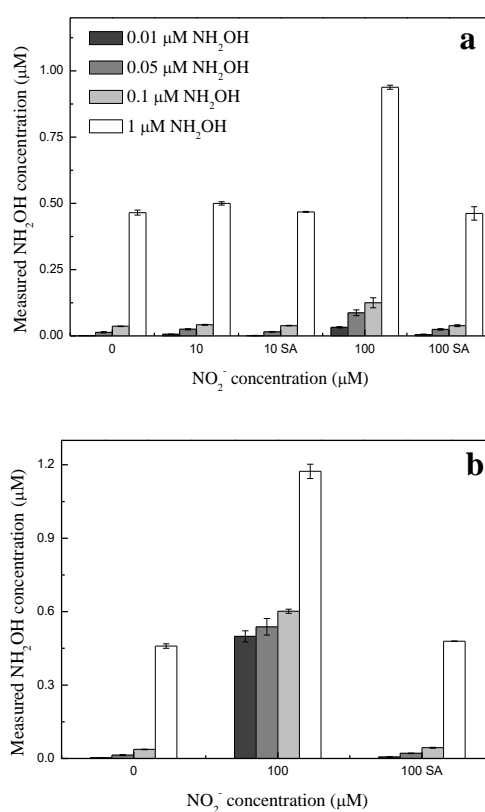 a
0.01 μM NH₂OH
0.05 μM NH₂OH
0.1 μM NH₂OH
1 μM NH₂OH
Measured NH₂OH concentration (μM)
1.00
0.75
0.50
0.25
0.00
0 10 10 SA 100 100 SA
NO₂⁻ concentration (μM)
b
Measured NH₂OH concentration (μM)
1.2
0.9
0.6
0.3
0.0
0 100 100 SA
NO₂⁻ concentration (μM)